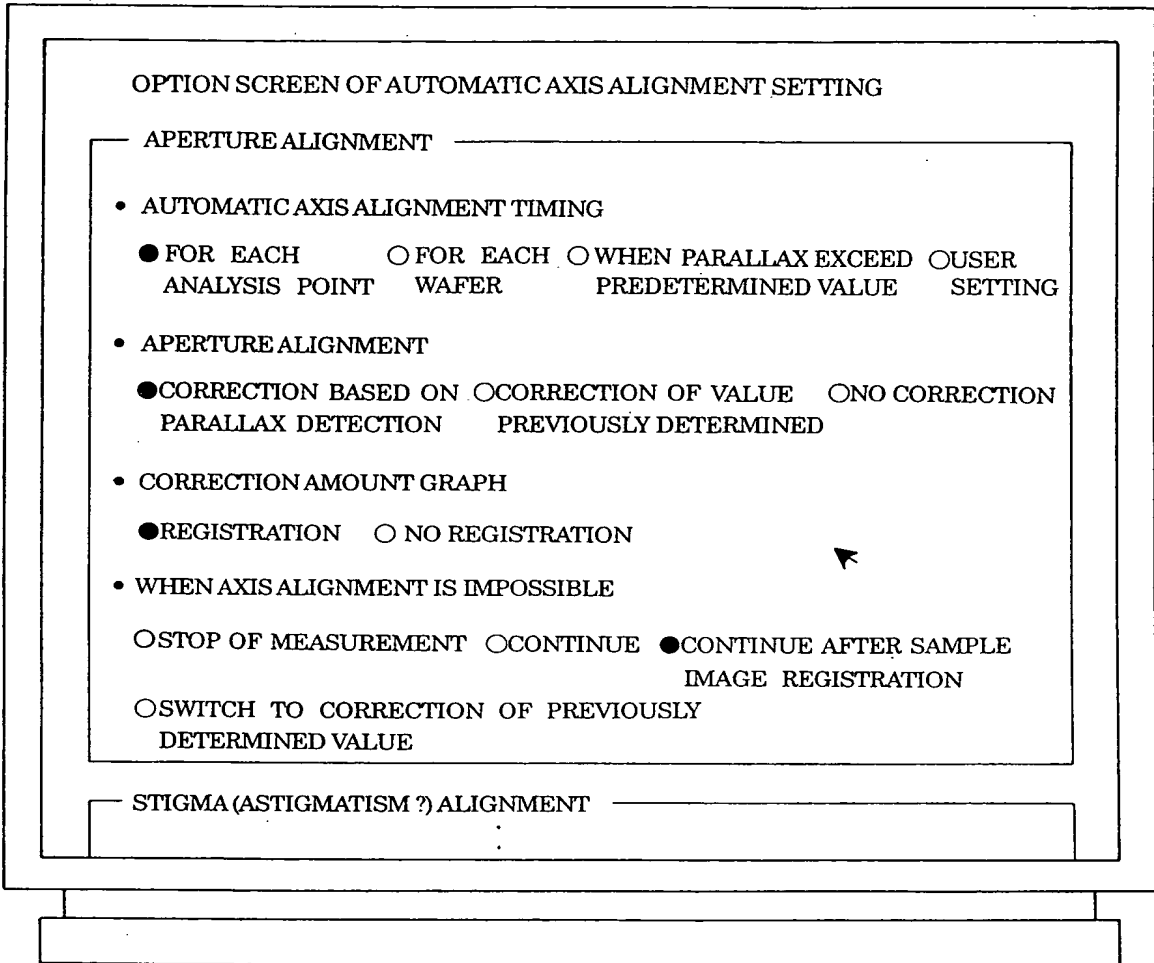 OPTION SCREEN OF AUTOMATIC AXIS ALIGNMENT SETTING
APERTURE ALIGNMENT
• AUTOMATIC AXIS ALIGNMENT TIMING
●FOR EACH ANALYSIS POINT ○FOR EACH WAFER ○WHEN PARALLAX EXCEED PREDETERMINED VALUE ○USER SETTING
• APERTURE ALIGNMENT
●CORRECTION BASED ON PARALLAX DETECTION ○CORRECTION OF VALUE PREVIOUSLY DETERMINED ○NO CORRECTION
• CORRECTION AMOUNT GRAPH
●REGISTRATION ○NO REGISTRATION
• WHEN AXIS ALIGNMENT IS IMPOSSIBLE
○STOP OF MEASUREMENT ○CONTINUE ●CONTINUE AFTER SAMPLE IMAGE REGISTRATION
○SWITCH TO CORRECTION OF PREVIOUSLY
DETERMINED VALUE
STIGMA (ASTIGMATISM ?) ALIGNMENT